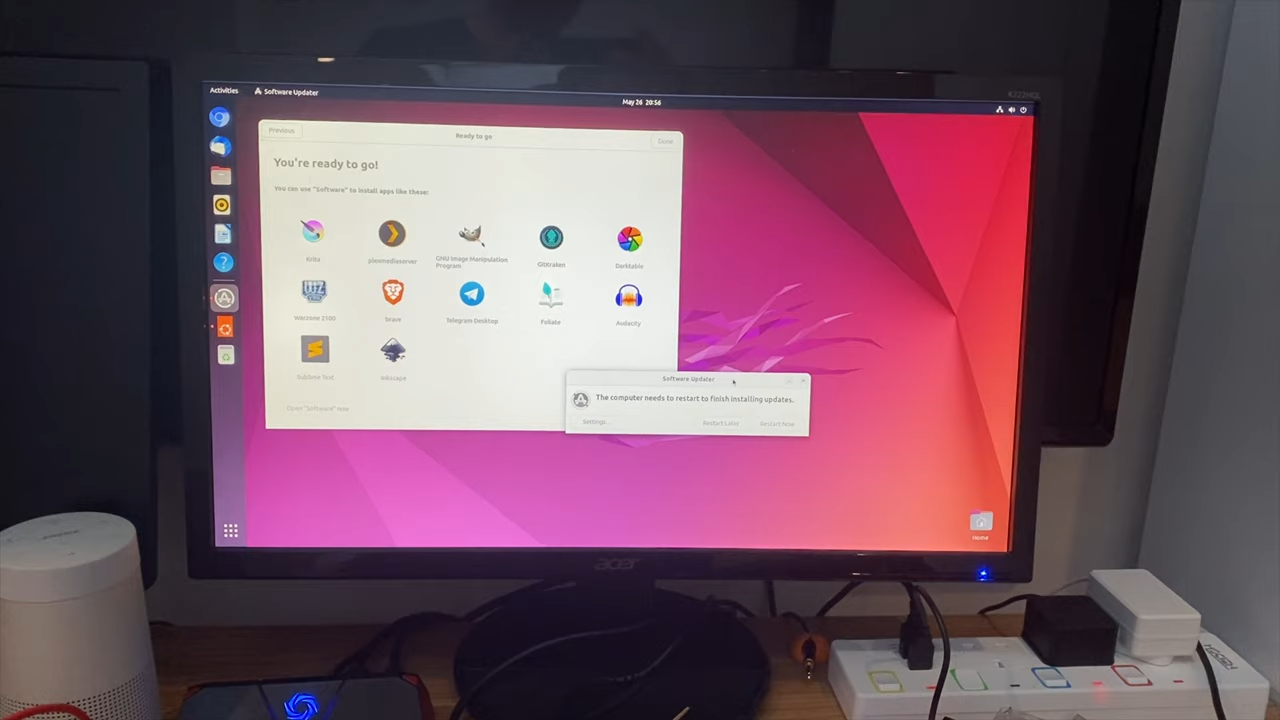 K222HQL
Activities
Software Updater
May 26 20:56
Previous
Ready to go
Done
You're ready to go!
You can use "Software" to install apps like these:
Krita
plexmediaserver
GNU Image Manipulation
Program
GitKraken
Darktable
Warzone 2100
brave
Telegram Desktop
Foliate
Audacity
Sublime Text
Inkscape
Open "Software" now
Software Updater
The computer needs to restart to finish installing updates.
Settings...
Restart Later
Restart Now
Home
acer